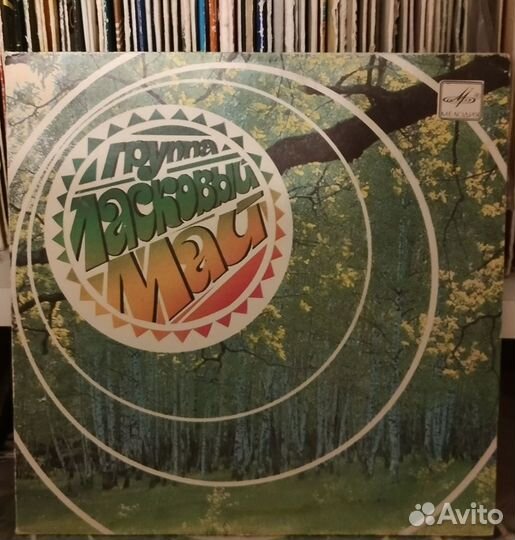 группа
Ласковый
Май
МЕЛОДИЯ
Avito